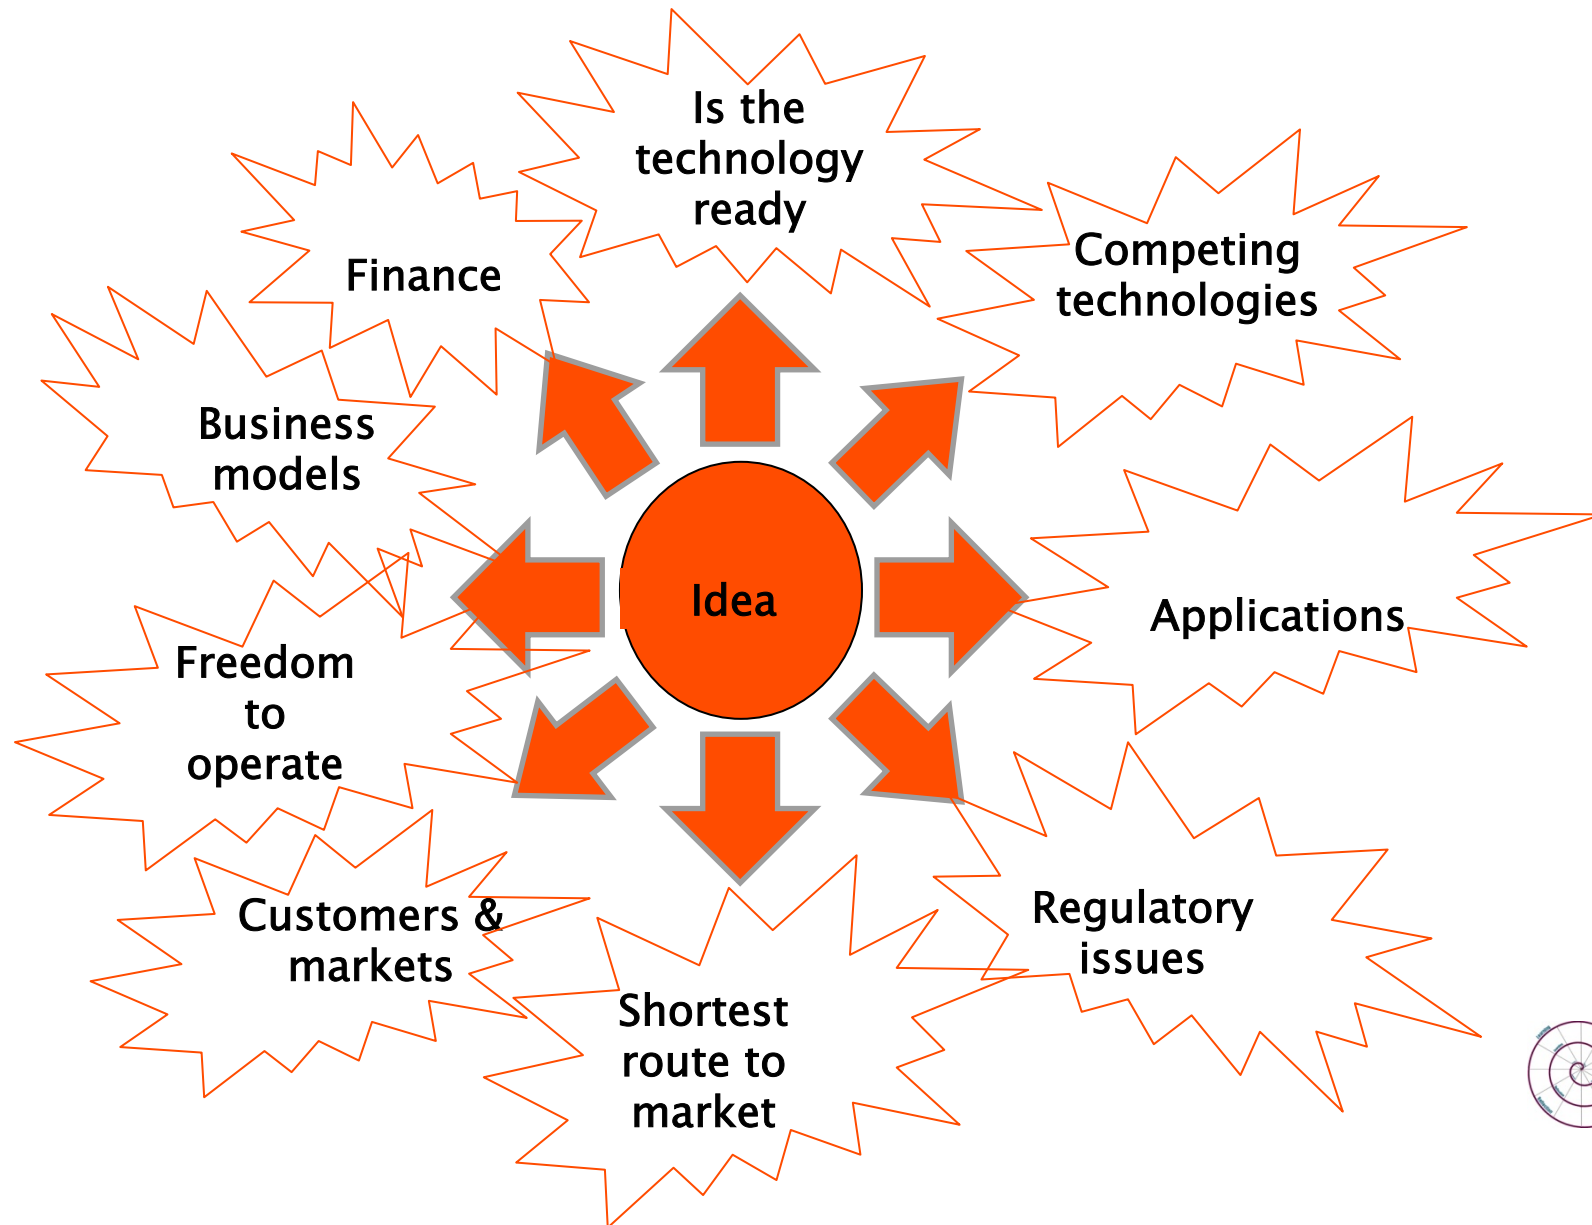 Is the
technology
ready
Competing
technologies
Finance
Business
models
Idea
Applications
Freedom
to
operate
Regulatory
issues
Customers &
markets
Shortest
route to
market